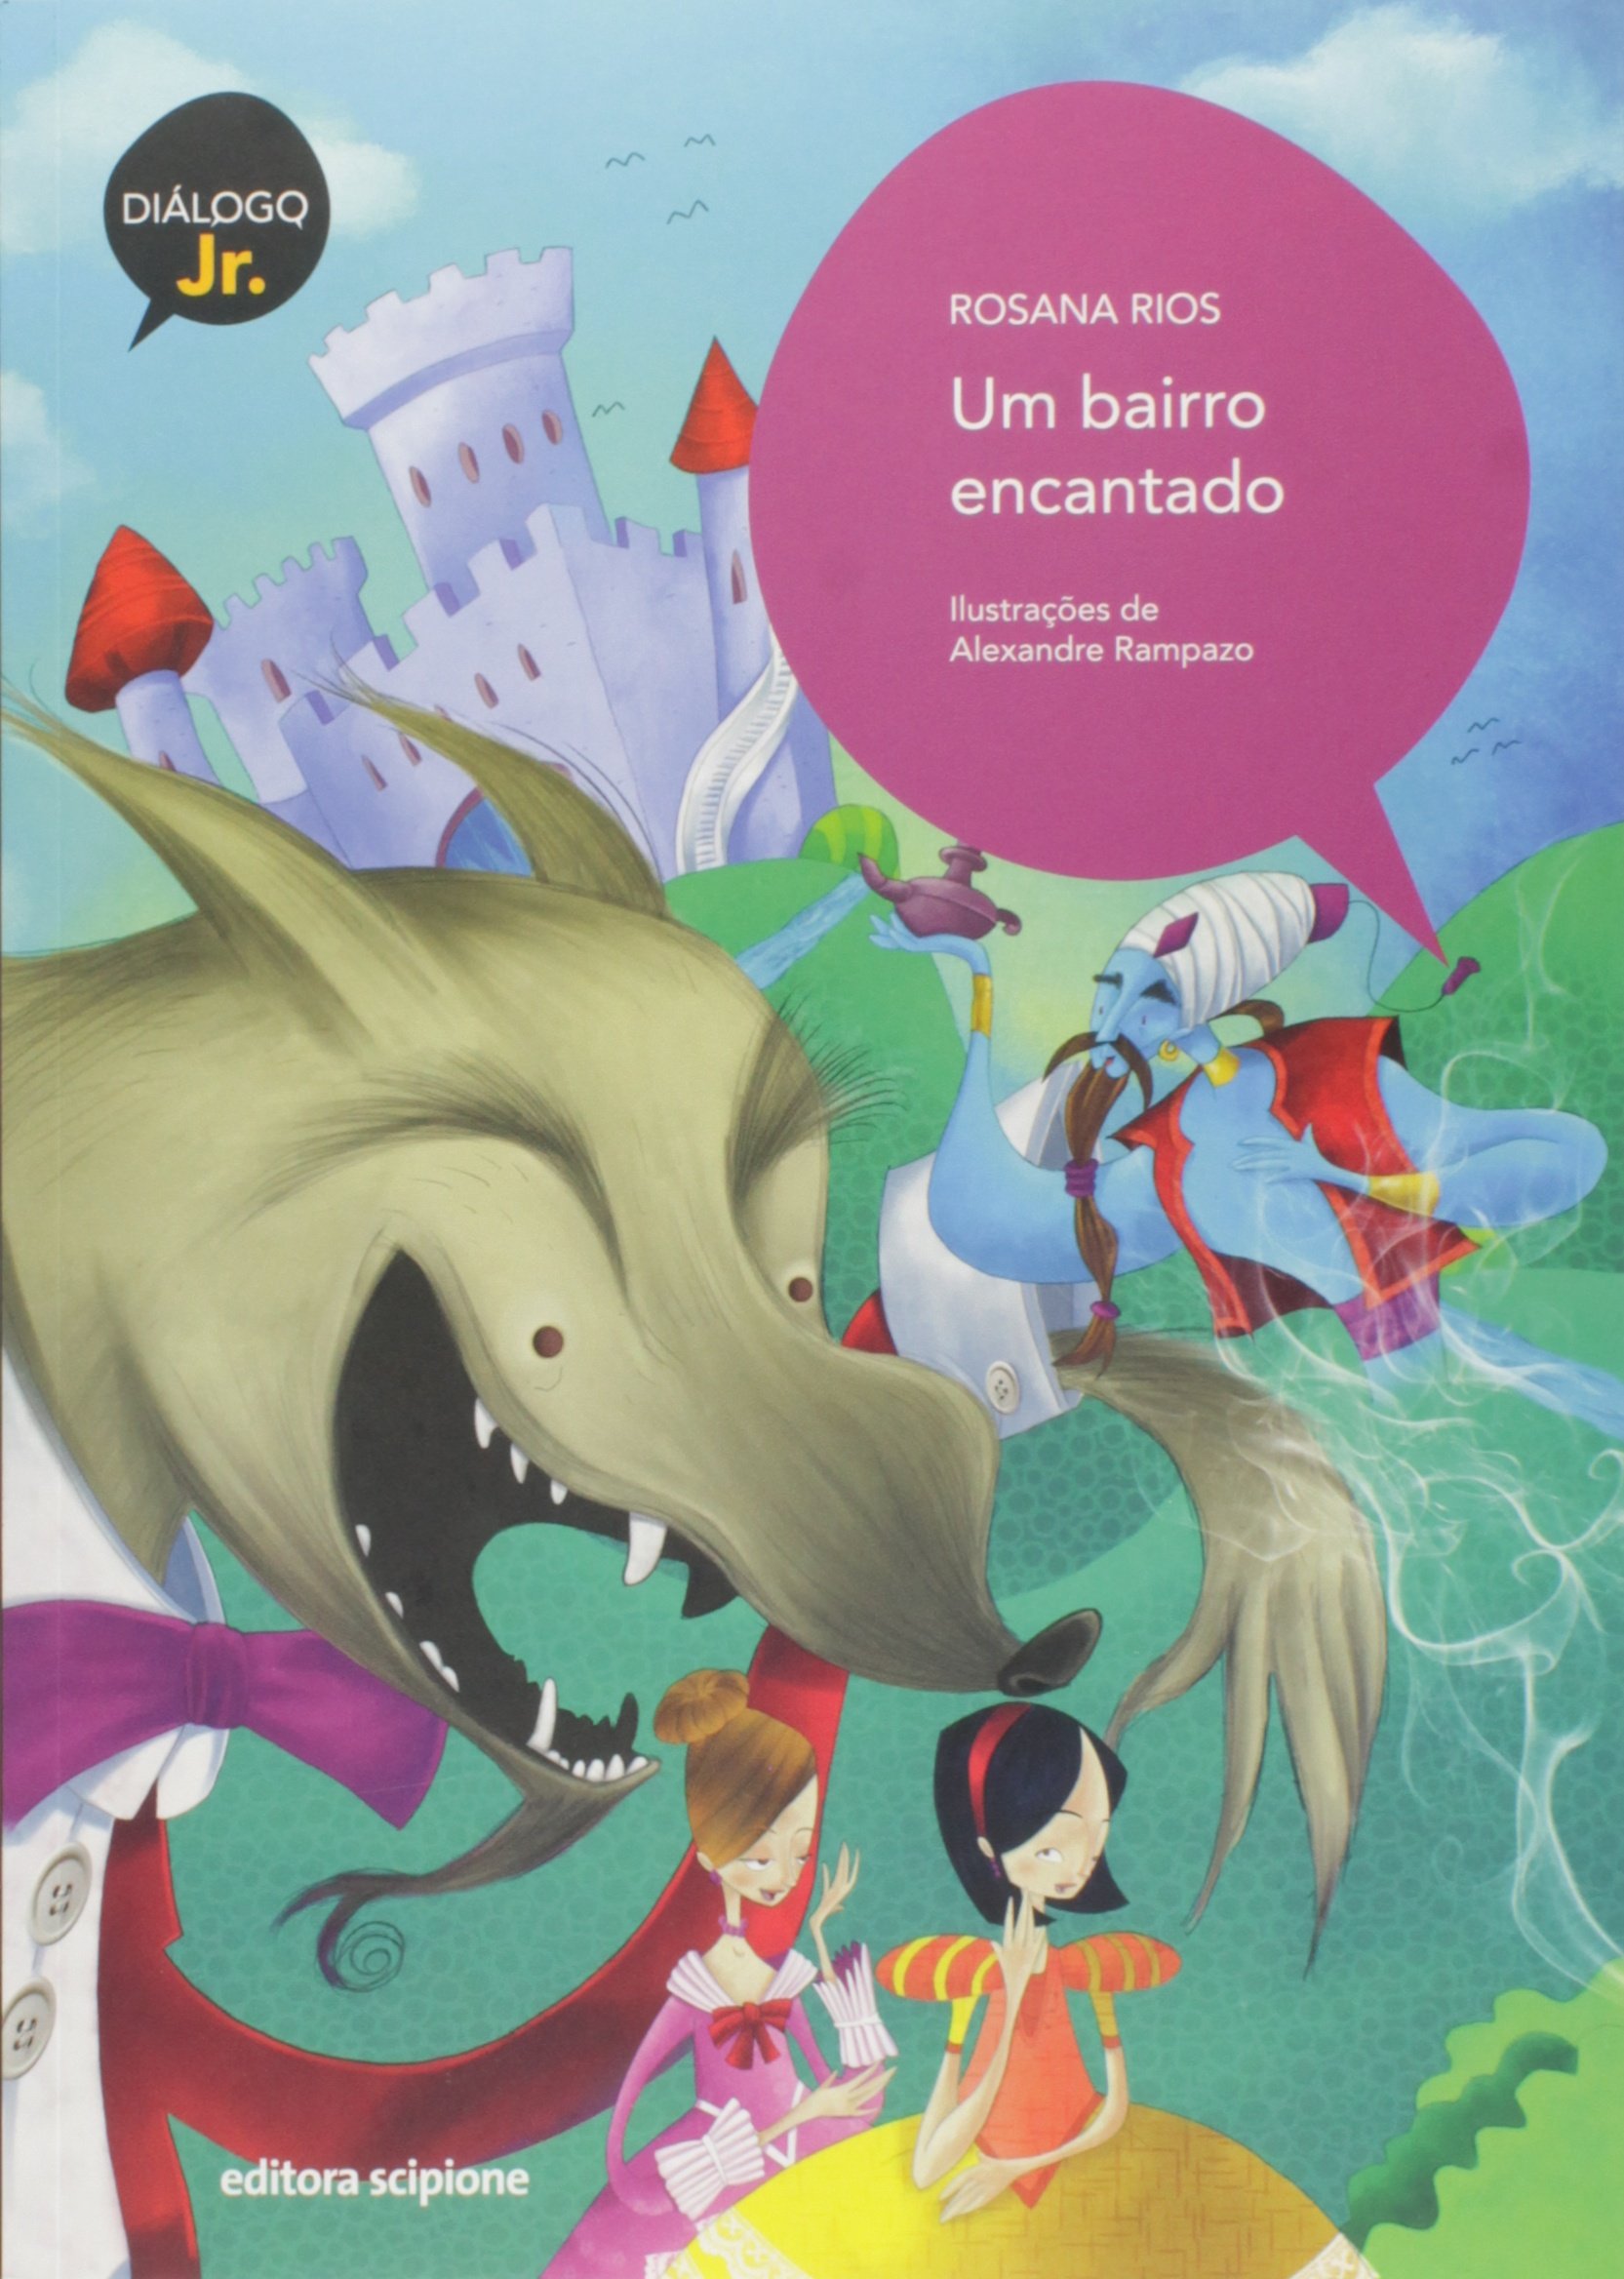 DIÁLOGO
Jr.
ROSANA RIOS
Um bairro
encantado
Ilustrações de
Alexandre Rampazo
editora scipione